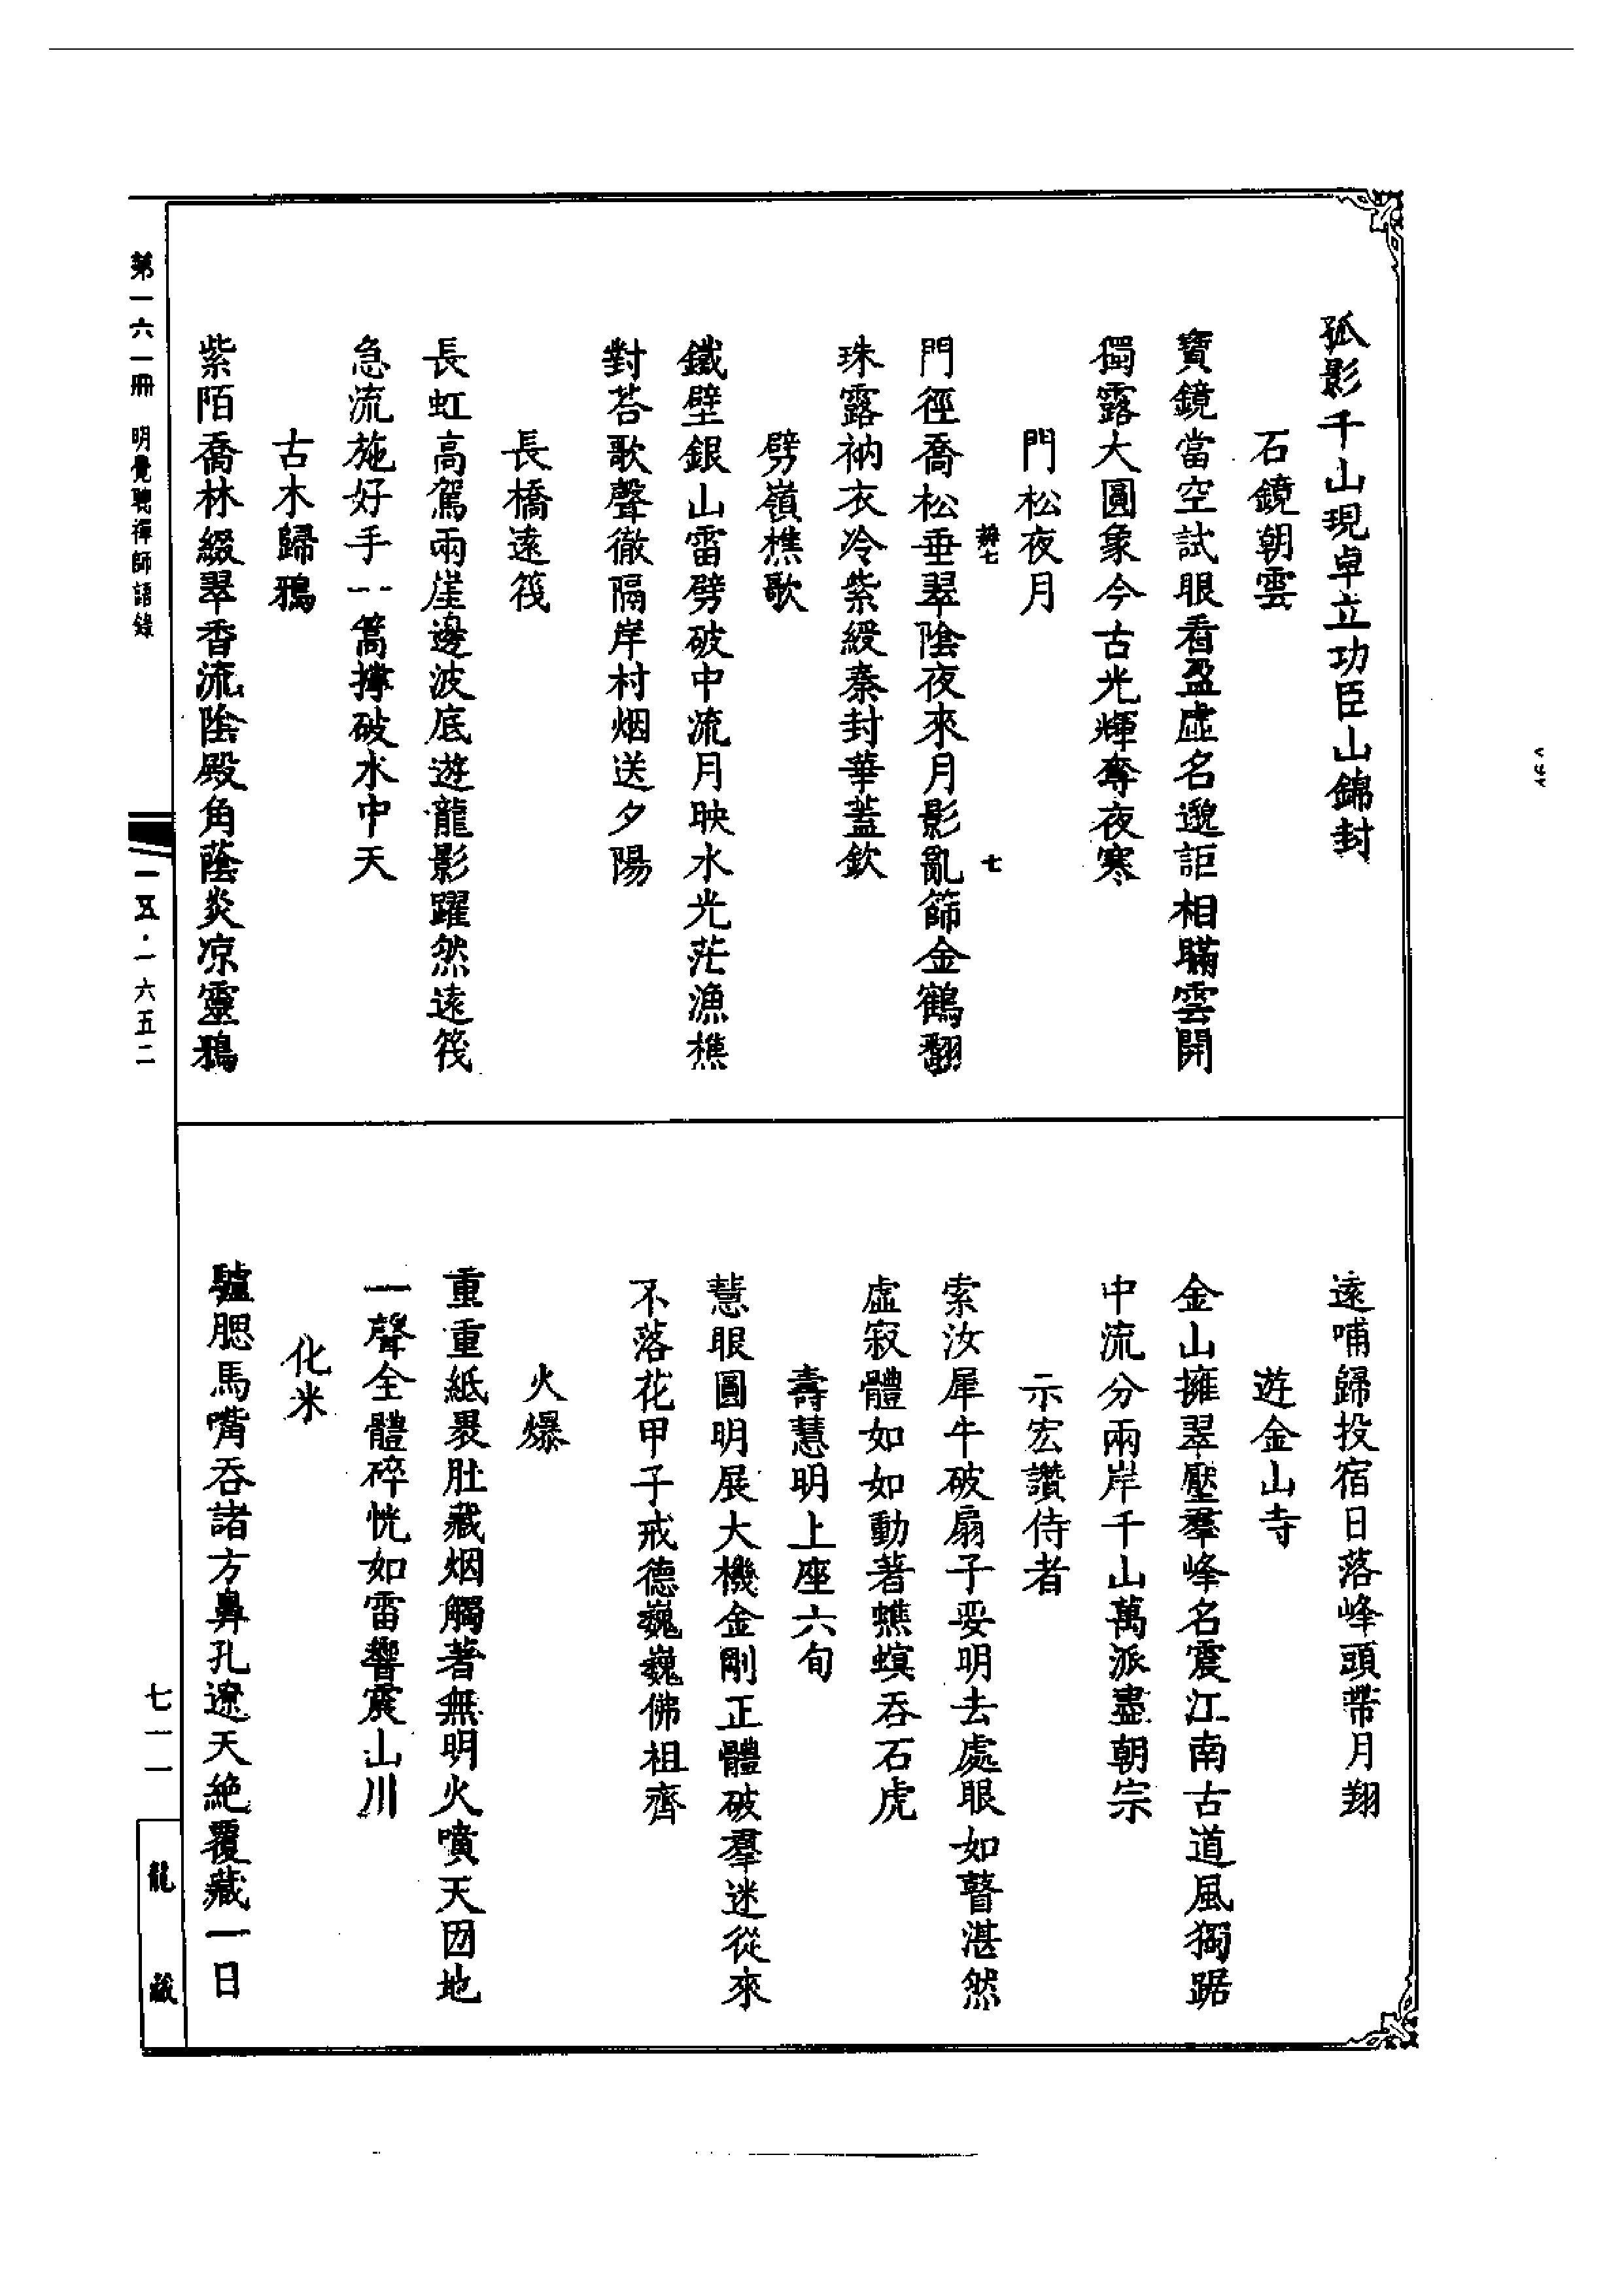 孤影千山現卓立功臣山錦封
石鏡朝雲
寶鏡當空試眼看盈虛名邈詎相瞞雲開
獨露大圓象今古光輝奪夜寒
門松夜月
七
門徑喬松垂翠陰夜來月影亂篩金鶴翻
珠露衲衣冷紫綬秦封華蓋欽
劈嶺樵歌
鐵壁銀山雷劈破中流月映水光茫漁樵
對荅歌聲徹隔岸村烟送夕陽
長橋遠筏
長虹高駕兩崖邊波底遊龍影躍然遠筏
急流施好手一篙撐破水中天
古木歸鴉
紫陌喬林綴翠香流陰殿角蔭炎凉靈鴉
遠哺歸投宿日落峰頭帶月翔
遊金山寺
金山擁翠壓羣峰名震江南古道風獨踞
中流分兩岸千山萬派盡朝宗
示宏讚侍者
索汝犀牛破扇子要明去處眼如瞽湛然
虛寂體如如動著蟭螟吞石虎
壽慧明上座六旬
慧眼圓明展大機金剛正體破羣迷從來
不落花甲子戒德巍巍佛祖齊
火爆
重重紙裹肚藏烟觸著無明火噴天囡地
一聲全體碎恍如雷響震山川
化米
驢腮馬嘴吞諸方鼻孔遼天絶覆藏一日
第一六一冊 明覺聰禪師語錄
一五·一六五二
七一一
龍藏